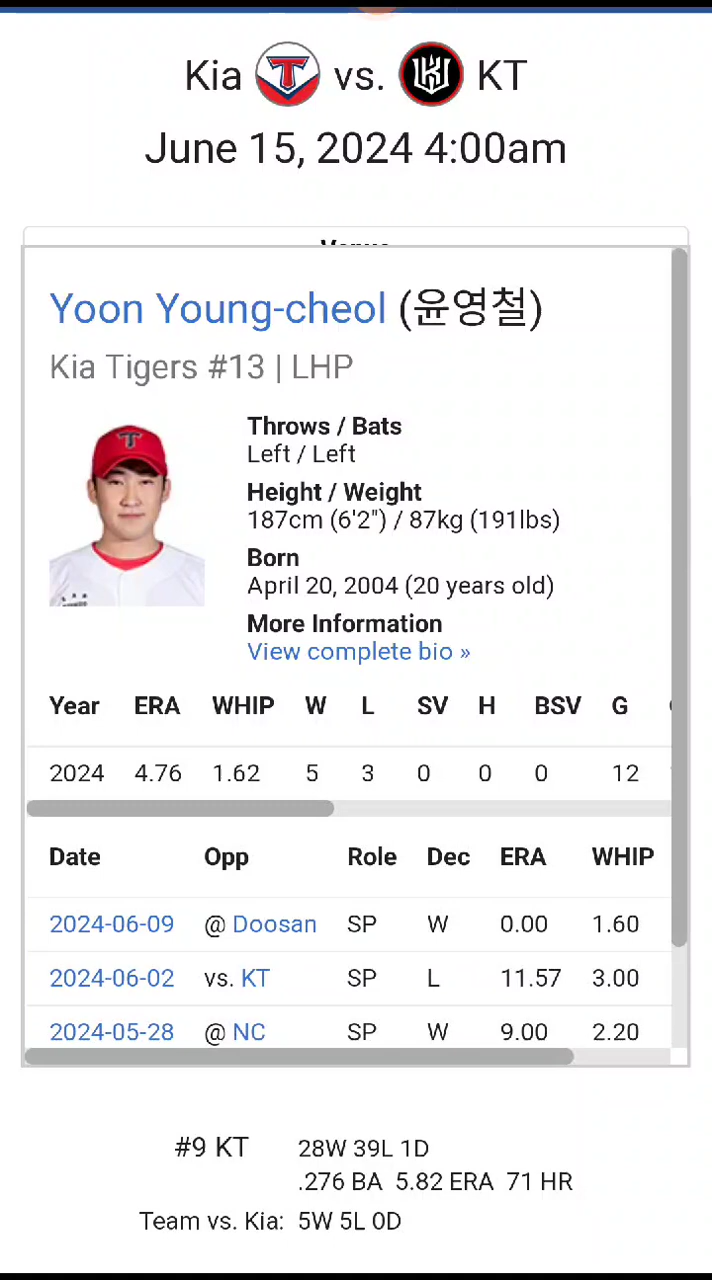 Kia T vs. KT
June 15, 2024 4:00am
Venue
Yoon Young-cheol (윤영철)
Kia Tigers #13 | LHP
T
Throws / Bats
Left / Left
Height / Weight
187cm (6'2") / 87kg (191lbs)
Born
April 20, 2004 (20 years old)
More Information
View complete bio »
Year ERA WHIP W L SV H BSV G
2024 4.76 1.62 5 3 0 0 0 12
Date Opp Role Dec ERA WHIP
2024-06-09 @ Doosan SP W 0.00 1.60
2024-06-02 vs. KT SP L 11.57 3.00
2024-05-28 @ NC SP W 9.00 2.20
#9 KT 28W 39L 1D
.276 BA 5.82 ERA 71 HR
Team vs. Kia: 5W 5L 0D